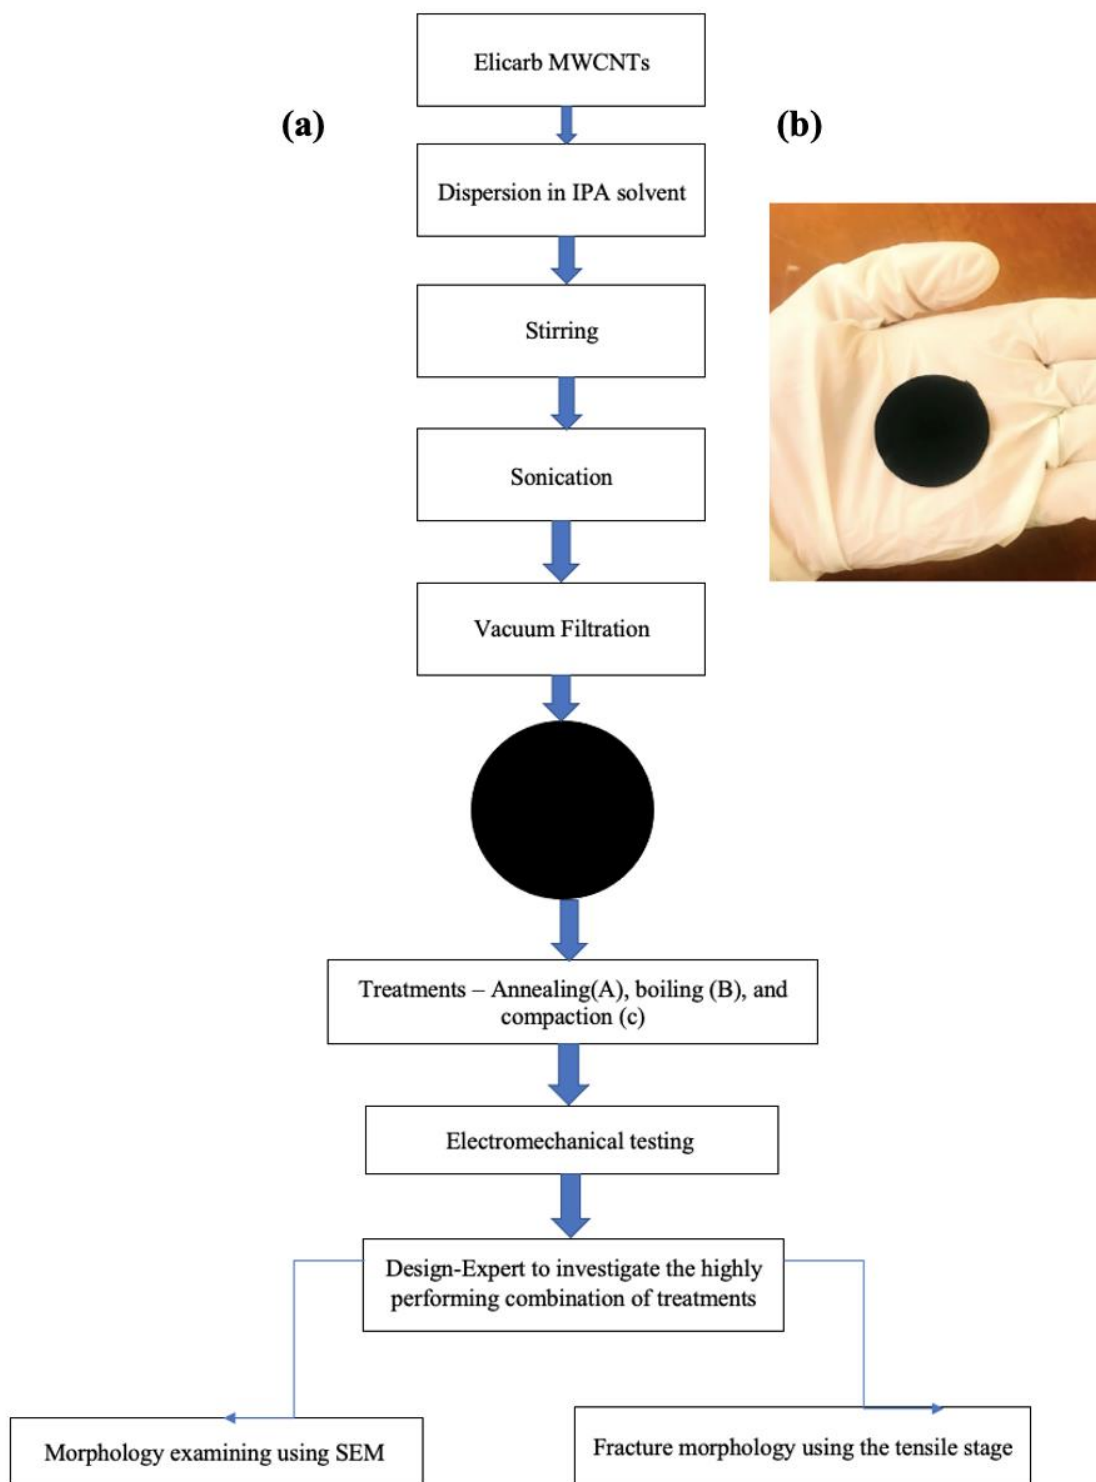 Elicarb MWCNTs
(a)
(b)
Dispersion in IPA solvent
Stirring
Sonication
Vacuum Filtration
Treatments – Annealing(A), boiling (B), and
compaction (c)
Electromechanical testing
Design-Expert to investigate the highly
performing combination of treatments
Morphology examining using SEM
Fracture morphology using the tensile stage